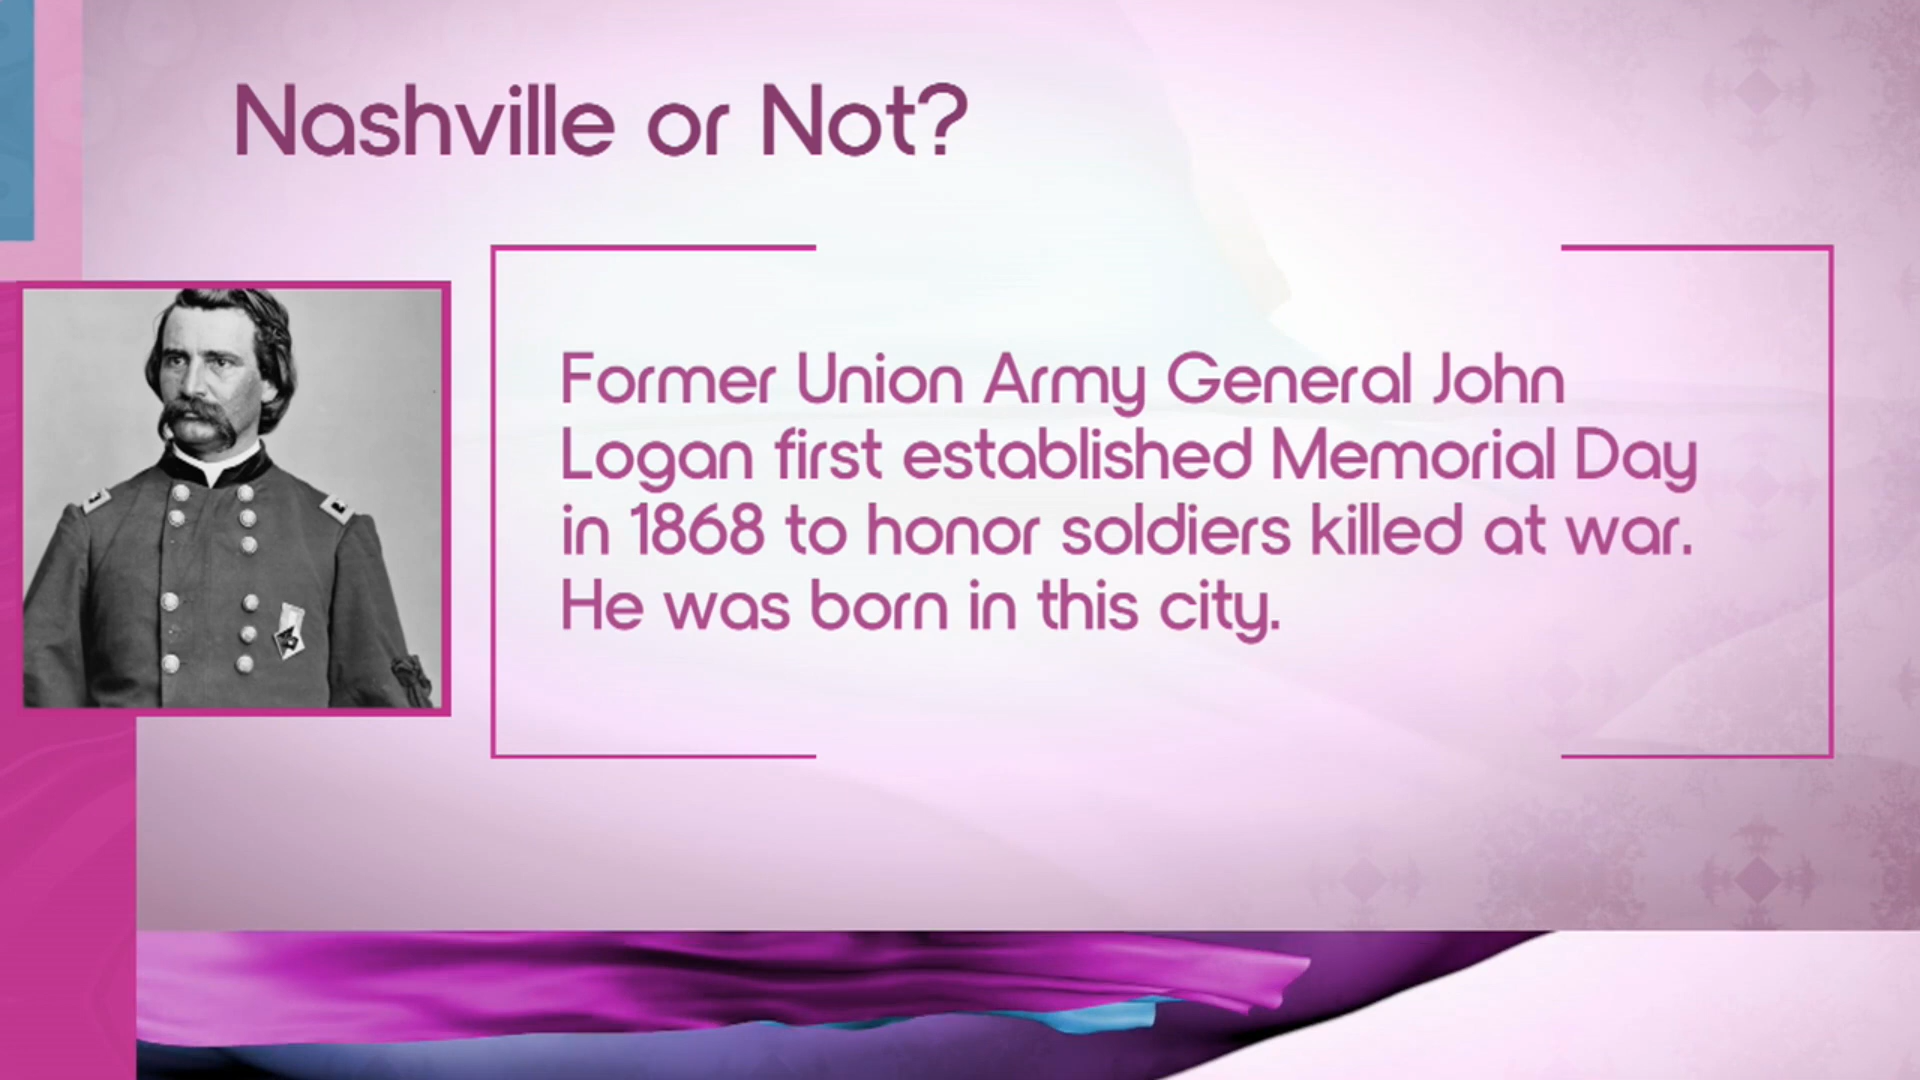 Nashville or Not?
Former Union Army General John
Logan first established Memorial Day
in 1868 to honor soldiers killed at war.
He was born in this city.